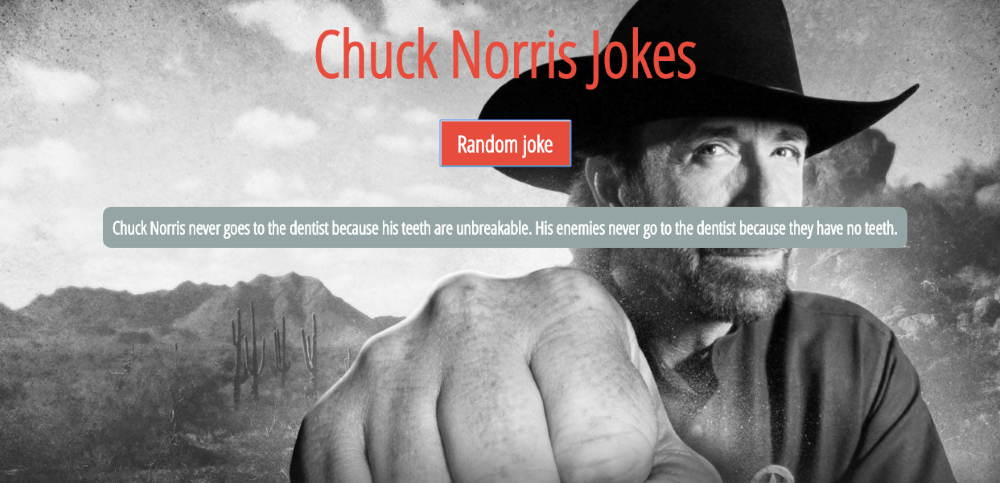 Chuck Norris Jokes
Random joke
Chuck Norris never goes to the dentist because his teeth are unbreakable. His enemies never go to the dentist because they have no teeth.